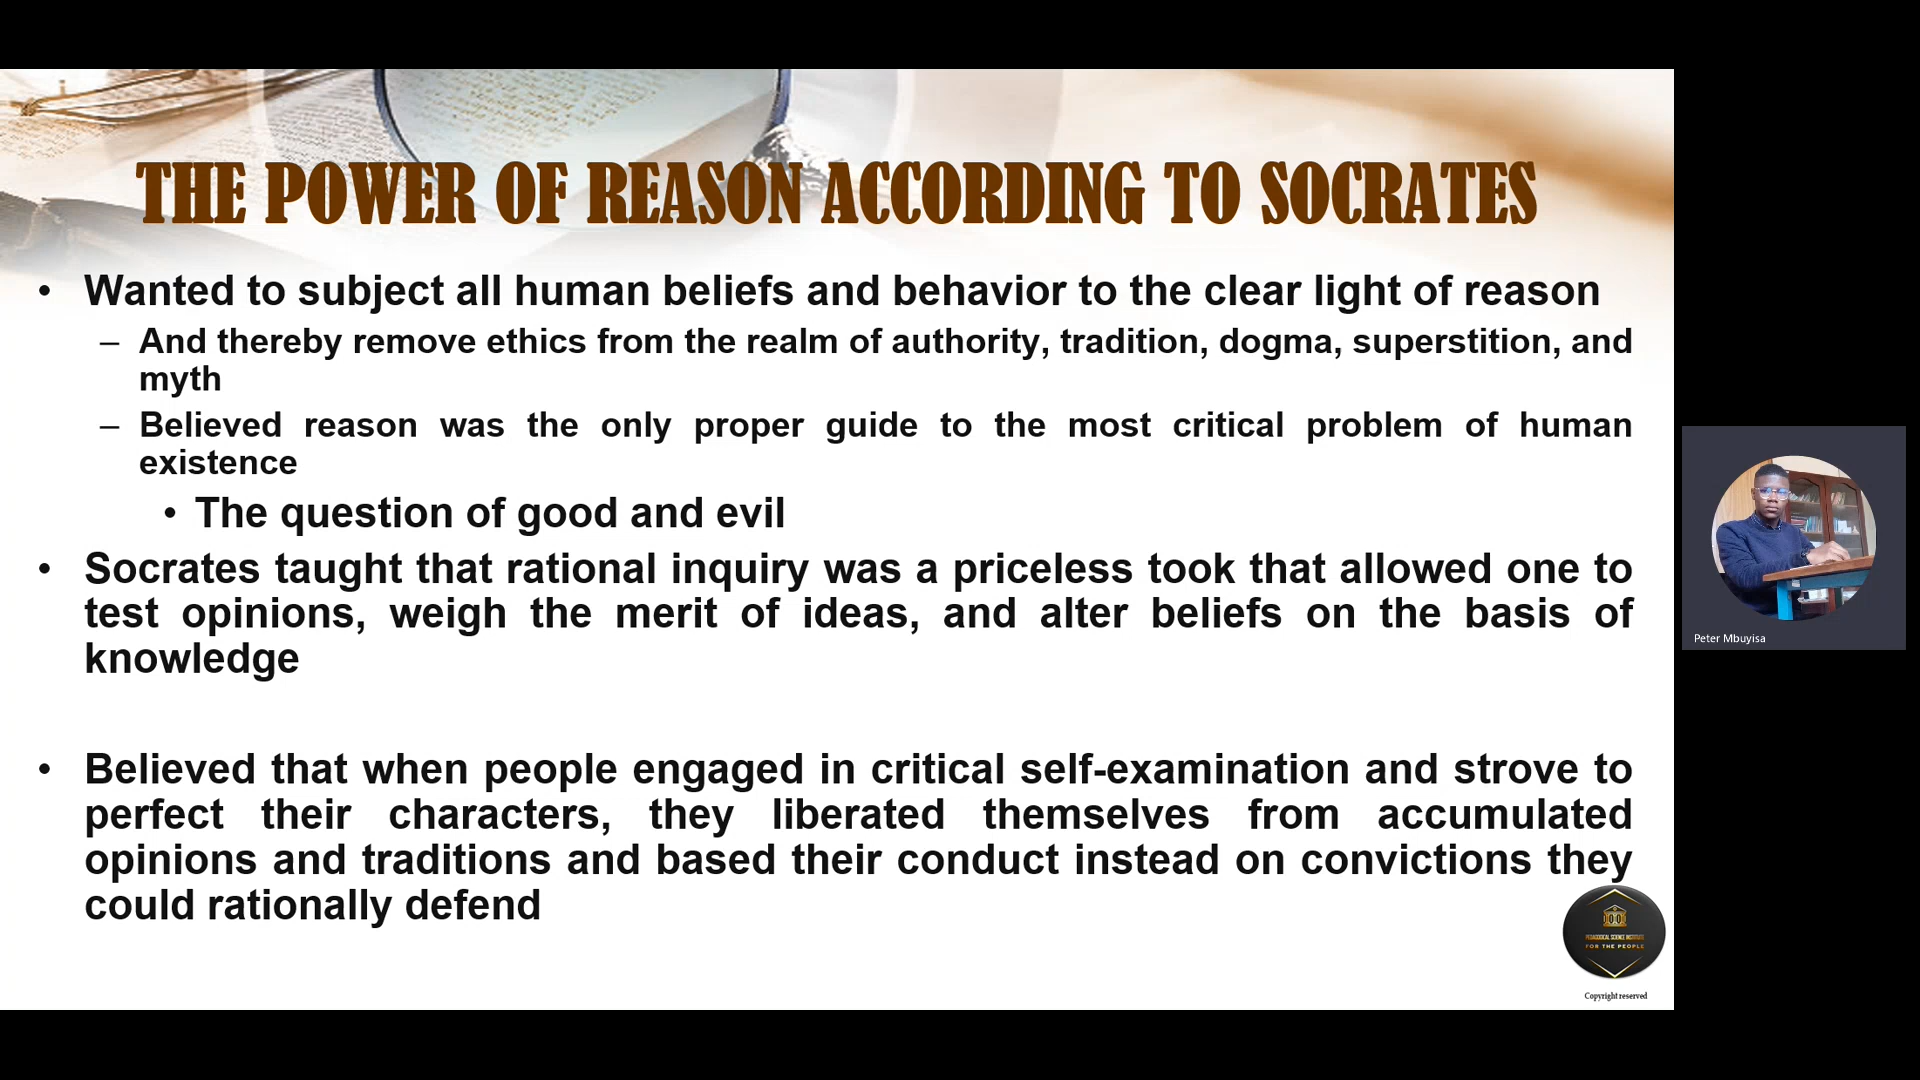 THE POWER OF REASON ACCORDING TO SOCRATES
• Wanted to subject all human beliefs and behavior to the clear light of reason
– And thereby remove ethics from the realm of authority, tradition, dogma, superstition, and
myth
– Believed reason was the only proper guide to the most critical problem of human
existence
• The question of good and evil
• Socrates taught that rational inquiry was a priceless took that allowed one to
test opinions, weigh the merit of ideas, and alter beliefs on the basis of
knowledge
• Believed that when people engaged in critical self-examination and strove to
perfect their characters, they liberated themselves from accumulated
opinions and traditions and based their conduct instead on convictions they
could rationally defend
FOR THE PEOPLE
Copyright reserved
Peter Mbuyisa